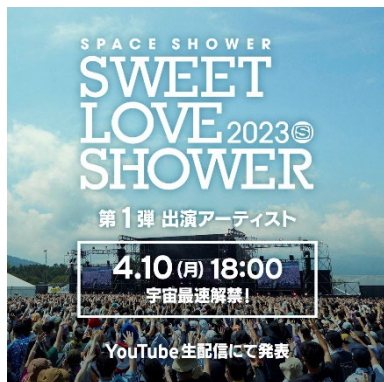 SPACE SHOWER
SWEET
LOVE 2023 Ⓢ
SHOWER
第1弾 出演アーティスト
4.10(月) 18:00
宇宙最速解禁!
YouTube生配信にて発表